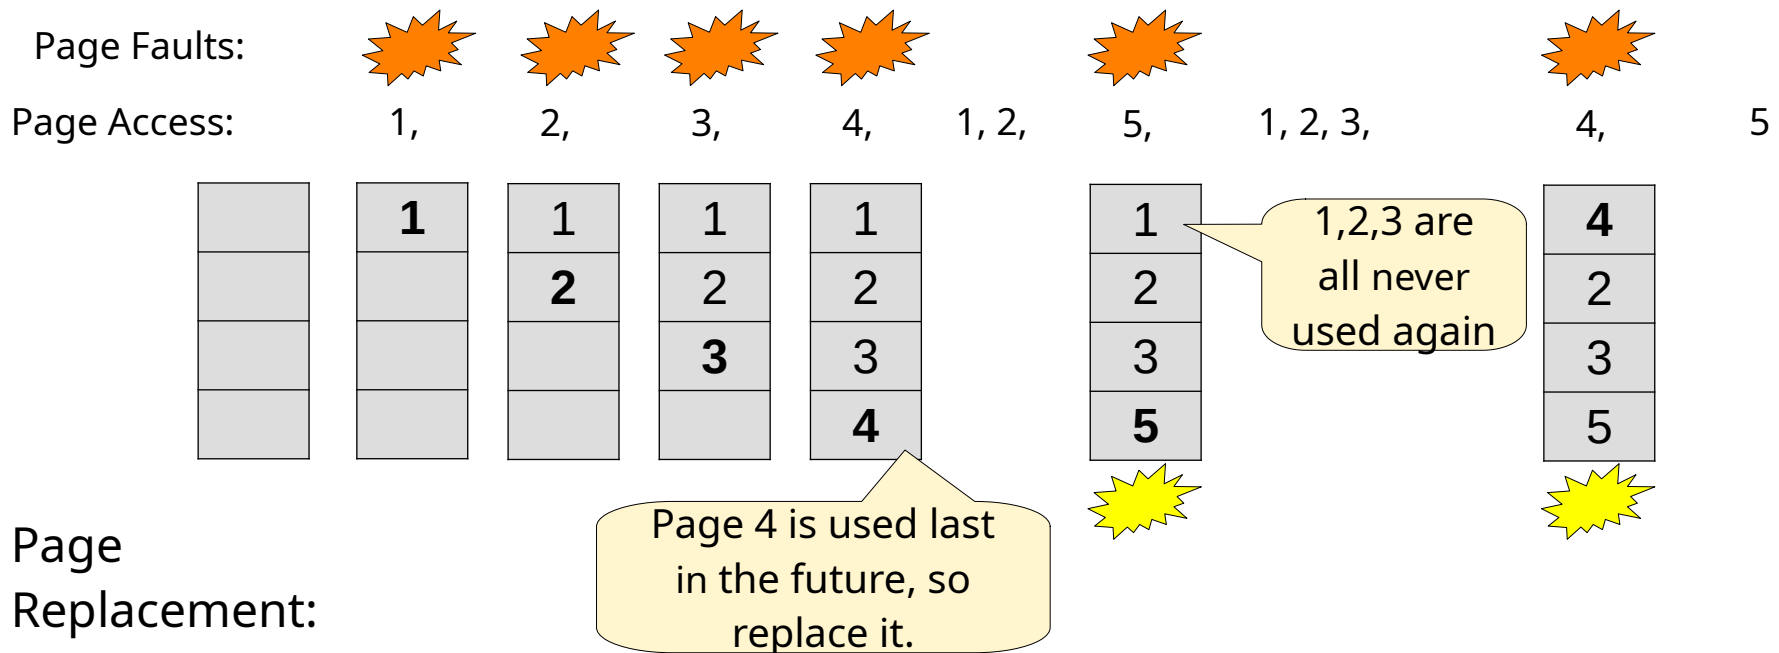 Page Faults:
Page Access: 1, 2, 3, 4, 1, 2, 5, 1, 2, 3, 4, 5
1 1 1 1 1 4
2 2 2 2 2
3 3 3 3
4 5 5
1,2,3 are
all never
used again
Page 4 is used last
in the future, so
replace it.
Page
Replacement: